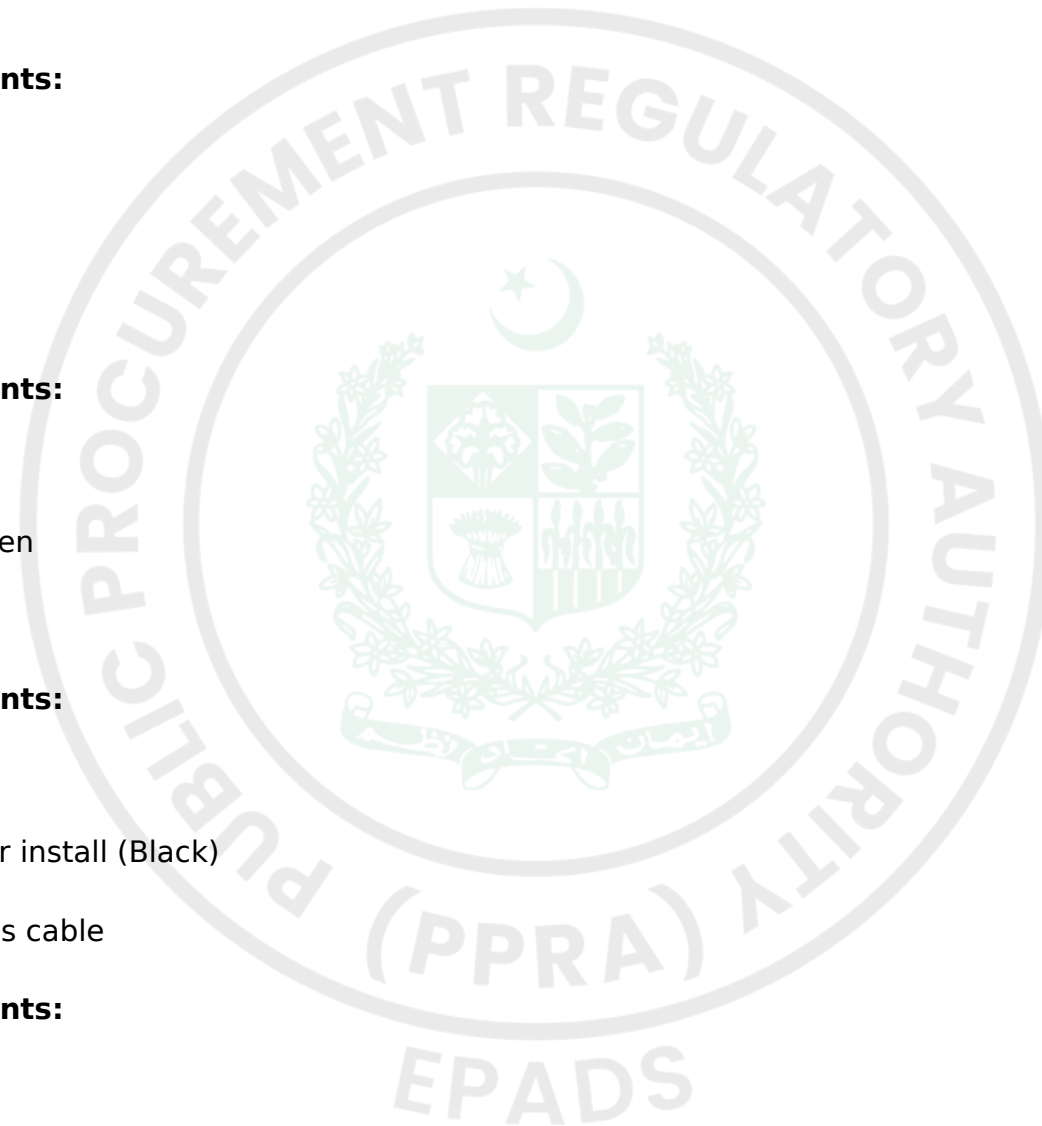 nts:
nts:
en
nts:
r install (Black)
s cable
nts:
PUBLIC PROCUREMENT REGULATORY AUTHORITY
(PPRA)
EPADS